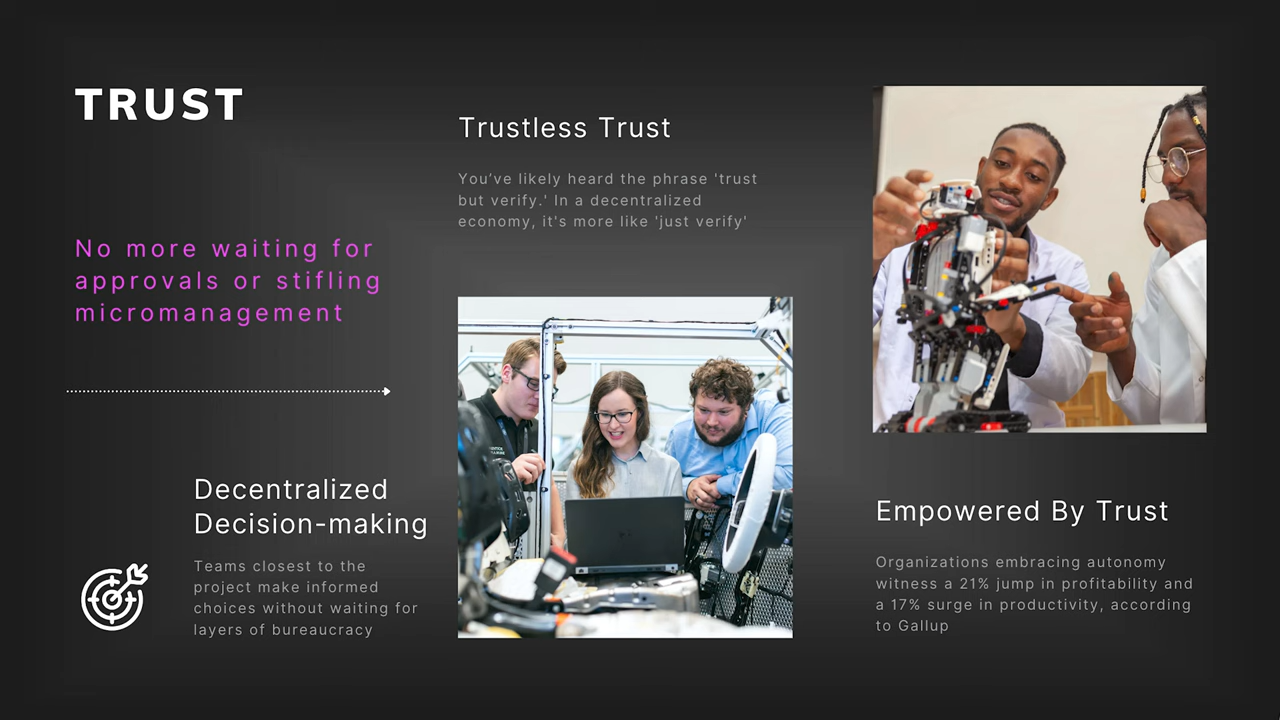 TRUST
No more waiting for
approvals or stifling
micromanagement
Decentralized
Decision-making
Teams closest to the
project make informed
choices without waiting for
layers of bureaucracy
Trustless Trust
You’ve likely heard the phrase 'trust
but verify.' In a decentralized
economy, it's more like 'just verify'
Empowered By Trust
Organizations embracing autonomy
witness a 21% jump in profitability and
a 17% surge in productivity, according
to Gallup